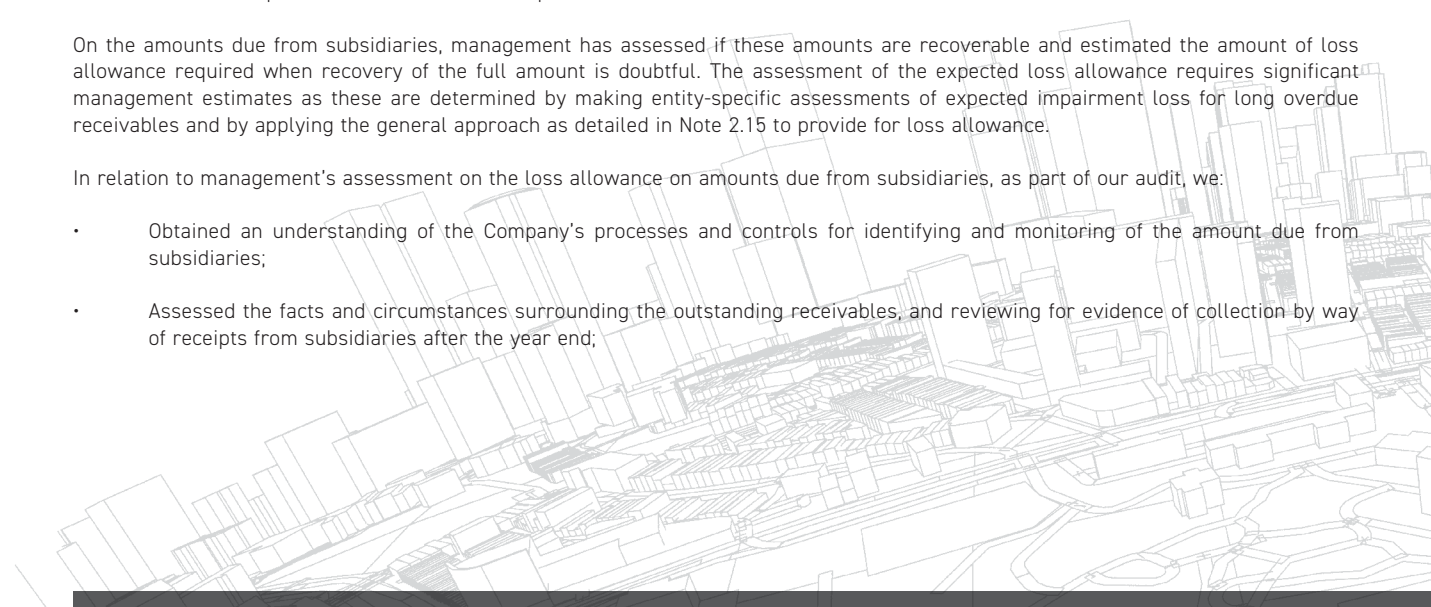 On the amounts due from subsidiaries, management has assessed if these amounts are recoverable and estimated the amount of loss
allowance required when recovery of the full amount is doubtful. The assessment of the expected loss allowance requires significant
management estimates as these are determined by making entity-specific assessments of expected impairment loss for long overdue
receivables and by applying the general approach as detailed in Note 2.15 to provide for loss allowance.
In relation to management's assessment on the loss allowance on amounts due from subsidiaries, as part of our audit, we:
• Obtained an understanding of the Company's processes and controls for identifying and monitoring of the amount due from
subsidiaries;
• Assessed the facts and circumstances surrounding the outstanding receivables, and reviewing for evidence of collection by way
of receipts from subsidiaries after the year end;